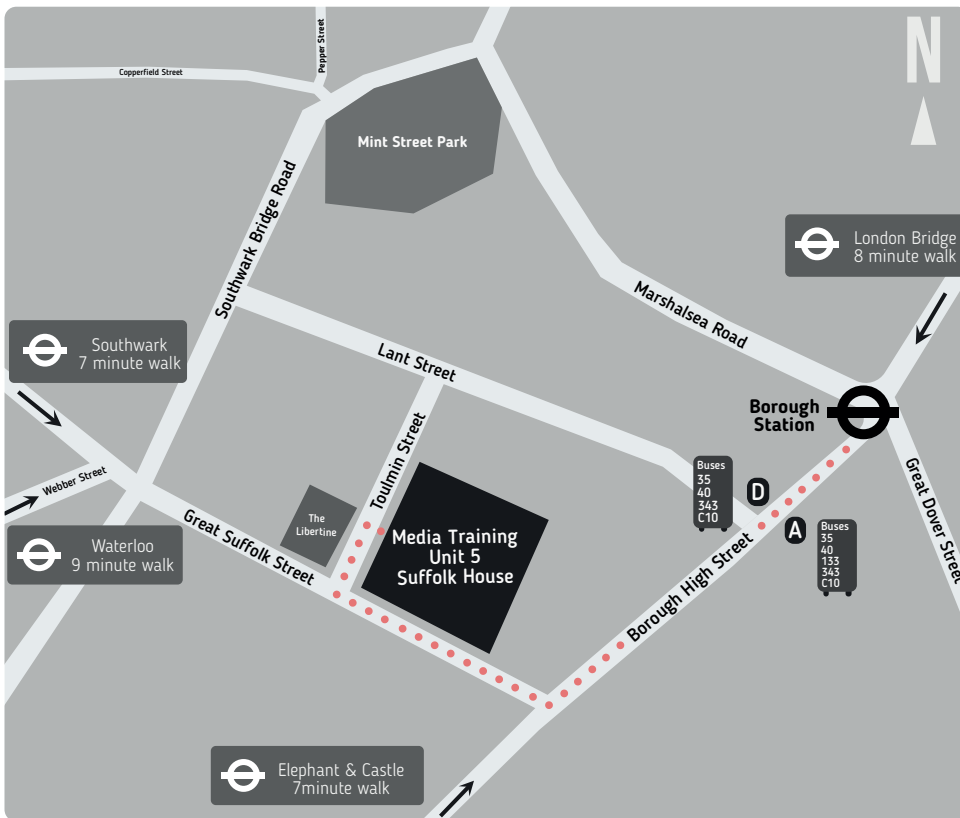 N
Pepper Street
Copperfield Street
Mint Street Park
Southwark Bridge Road
London Bridge
8 minute walk
Marshalsea Road
Southwark
7 minute walk
Lant Street
Borough
Station
Toulmin Street
Great Dover Street
Webber Street
Buses
35
40
343
C10
D
A
Buses
35
40
133
343
C10
The
Libertine
Great Suffolk Street
Media Training
Unit 5
Suffolk House
Waterloo
9 minute walk
Borough High Street
Elephant & Castle
7minute walk